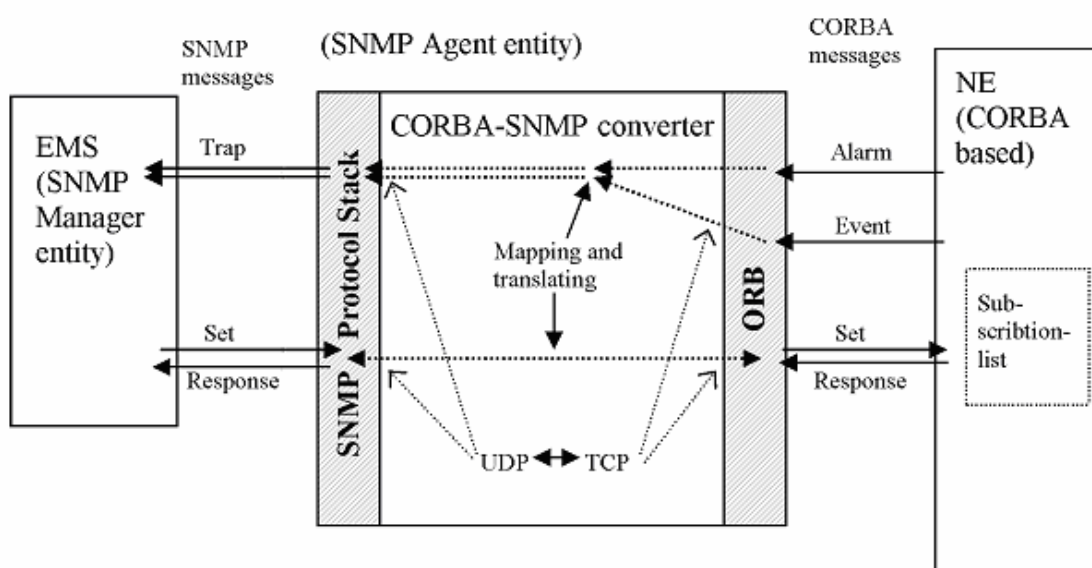 SNMP
messages
(SNMP Agent entity)
CORBA
messages
EMS
(SNMP
Manager
entity)
Trap
Set
Response
SNMP Protocol Stack
CORBA-SNMP converter
Mapping and
translating
UDP
TCP
ORB
Alarm
Event
Set
Response
NE
(CORBA
based)
Sub-
scribtion-
list